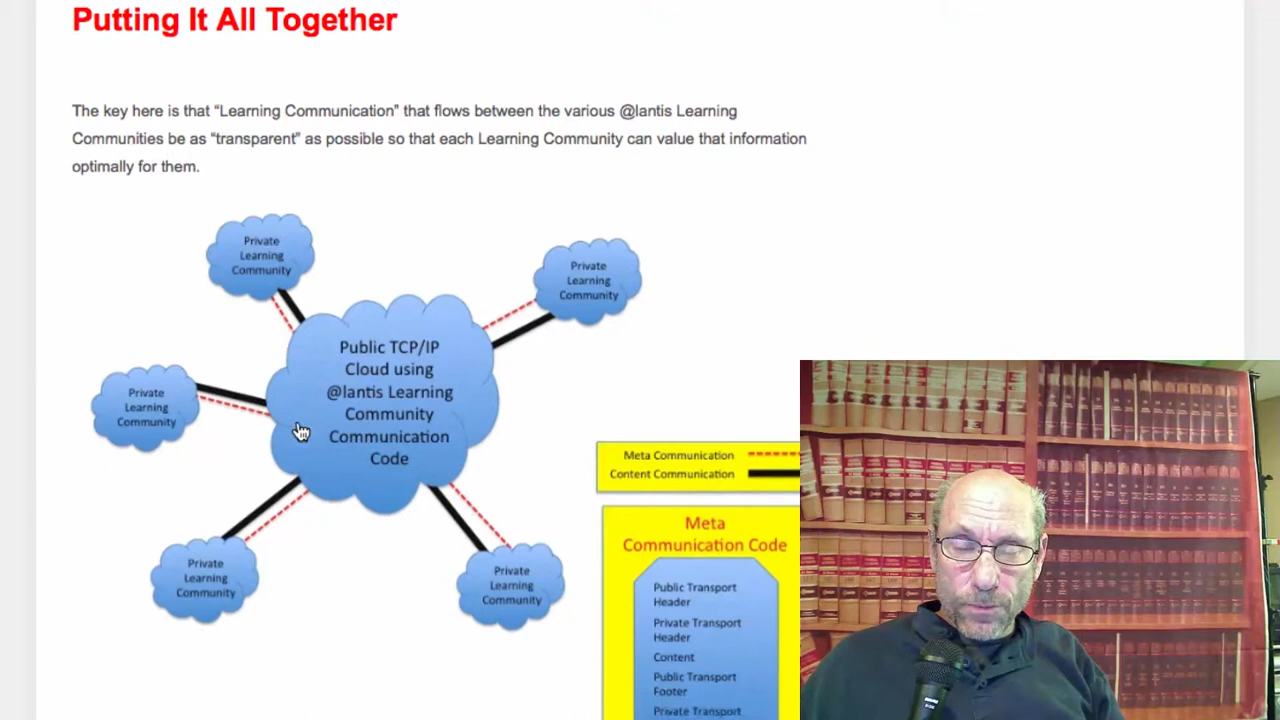 Putting It All Together
The key here is that “Learning Communication” that flows between the various @lantis Learning
Communities be as “transparent” as possible so that each Learning Community can value that information
optimally for them.
Private
Learning
Community
Private
Learning
Community
Public TCP/IP
Cloud using
@lantis Learning
Community
Communication
Code
Private
Learning
Community
Private
Learning
Community
Private
Learning
Community
Meta Communication
Content Communication
Meta
Communication Code
Public Transport
Header
Private Transport
Header
Content
Public Transport
Footer
Private Transport